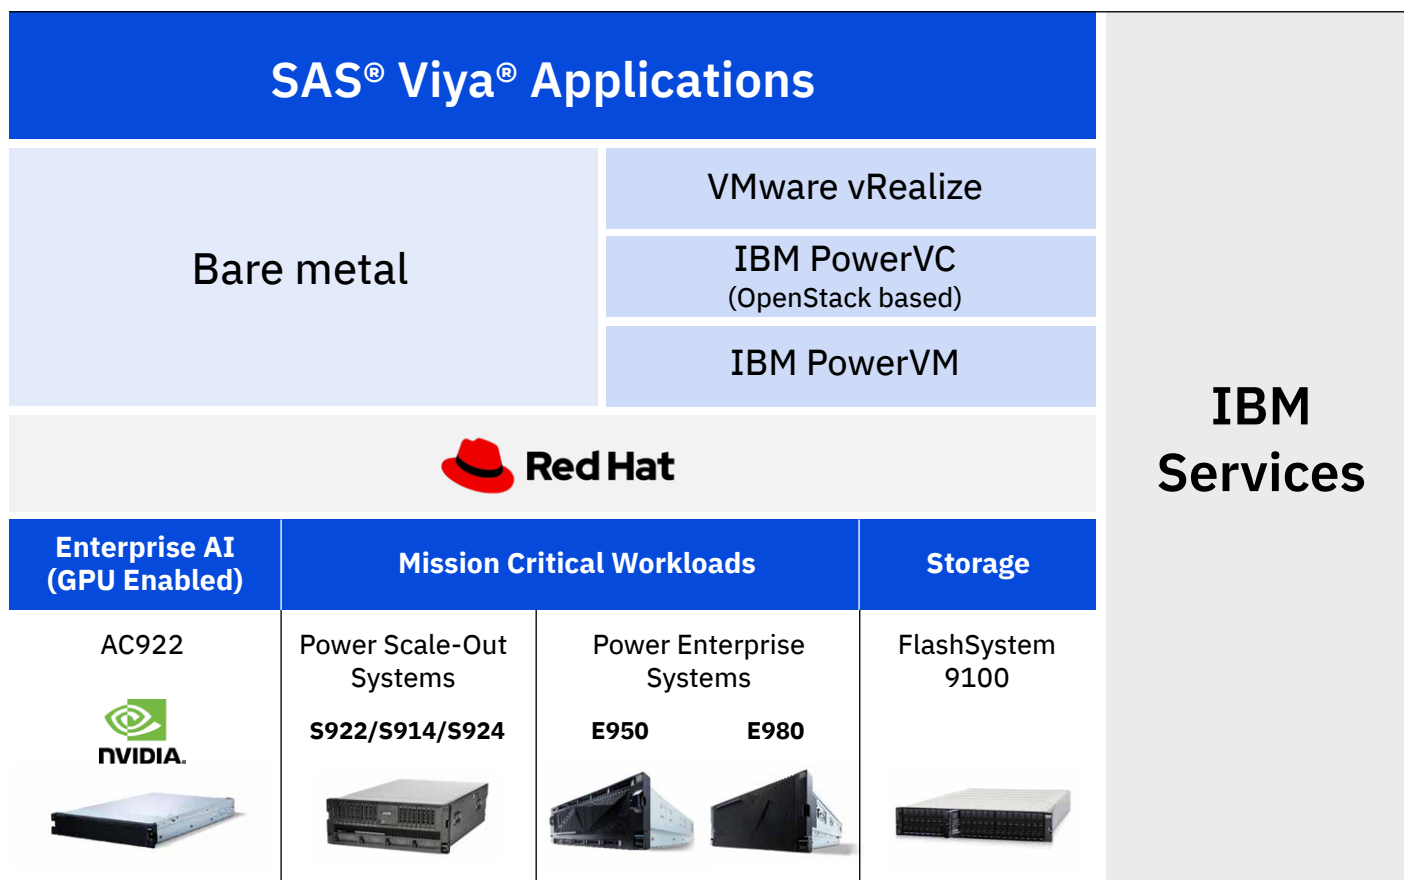 SAS® Viya® Applications
Bare metal
VMware vRealize
IBM PowerVC
(OpenStack based)
IBM PowerVM
IBM
Services
Red Hat
Enterprise AI
(GPU Enabled)
Mission Critical Workloads
Storage
AC922
NVIDIA.
Power Scale-Out
Systems
S922/S914/S924
Power Enterprise
Systems
E950
E980
FlashSystem
9100